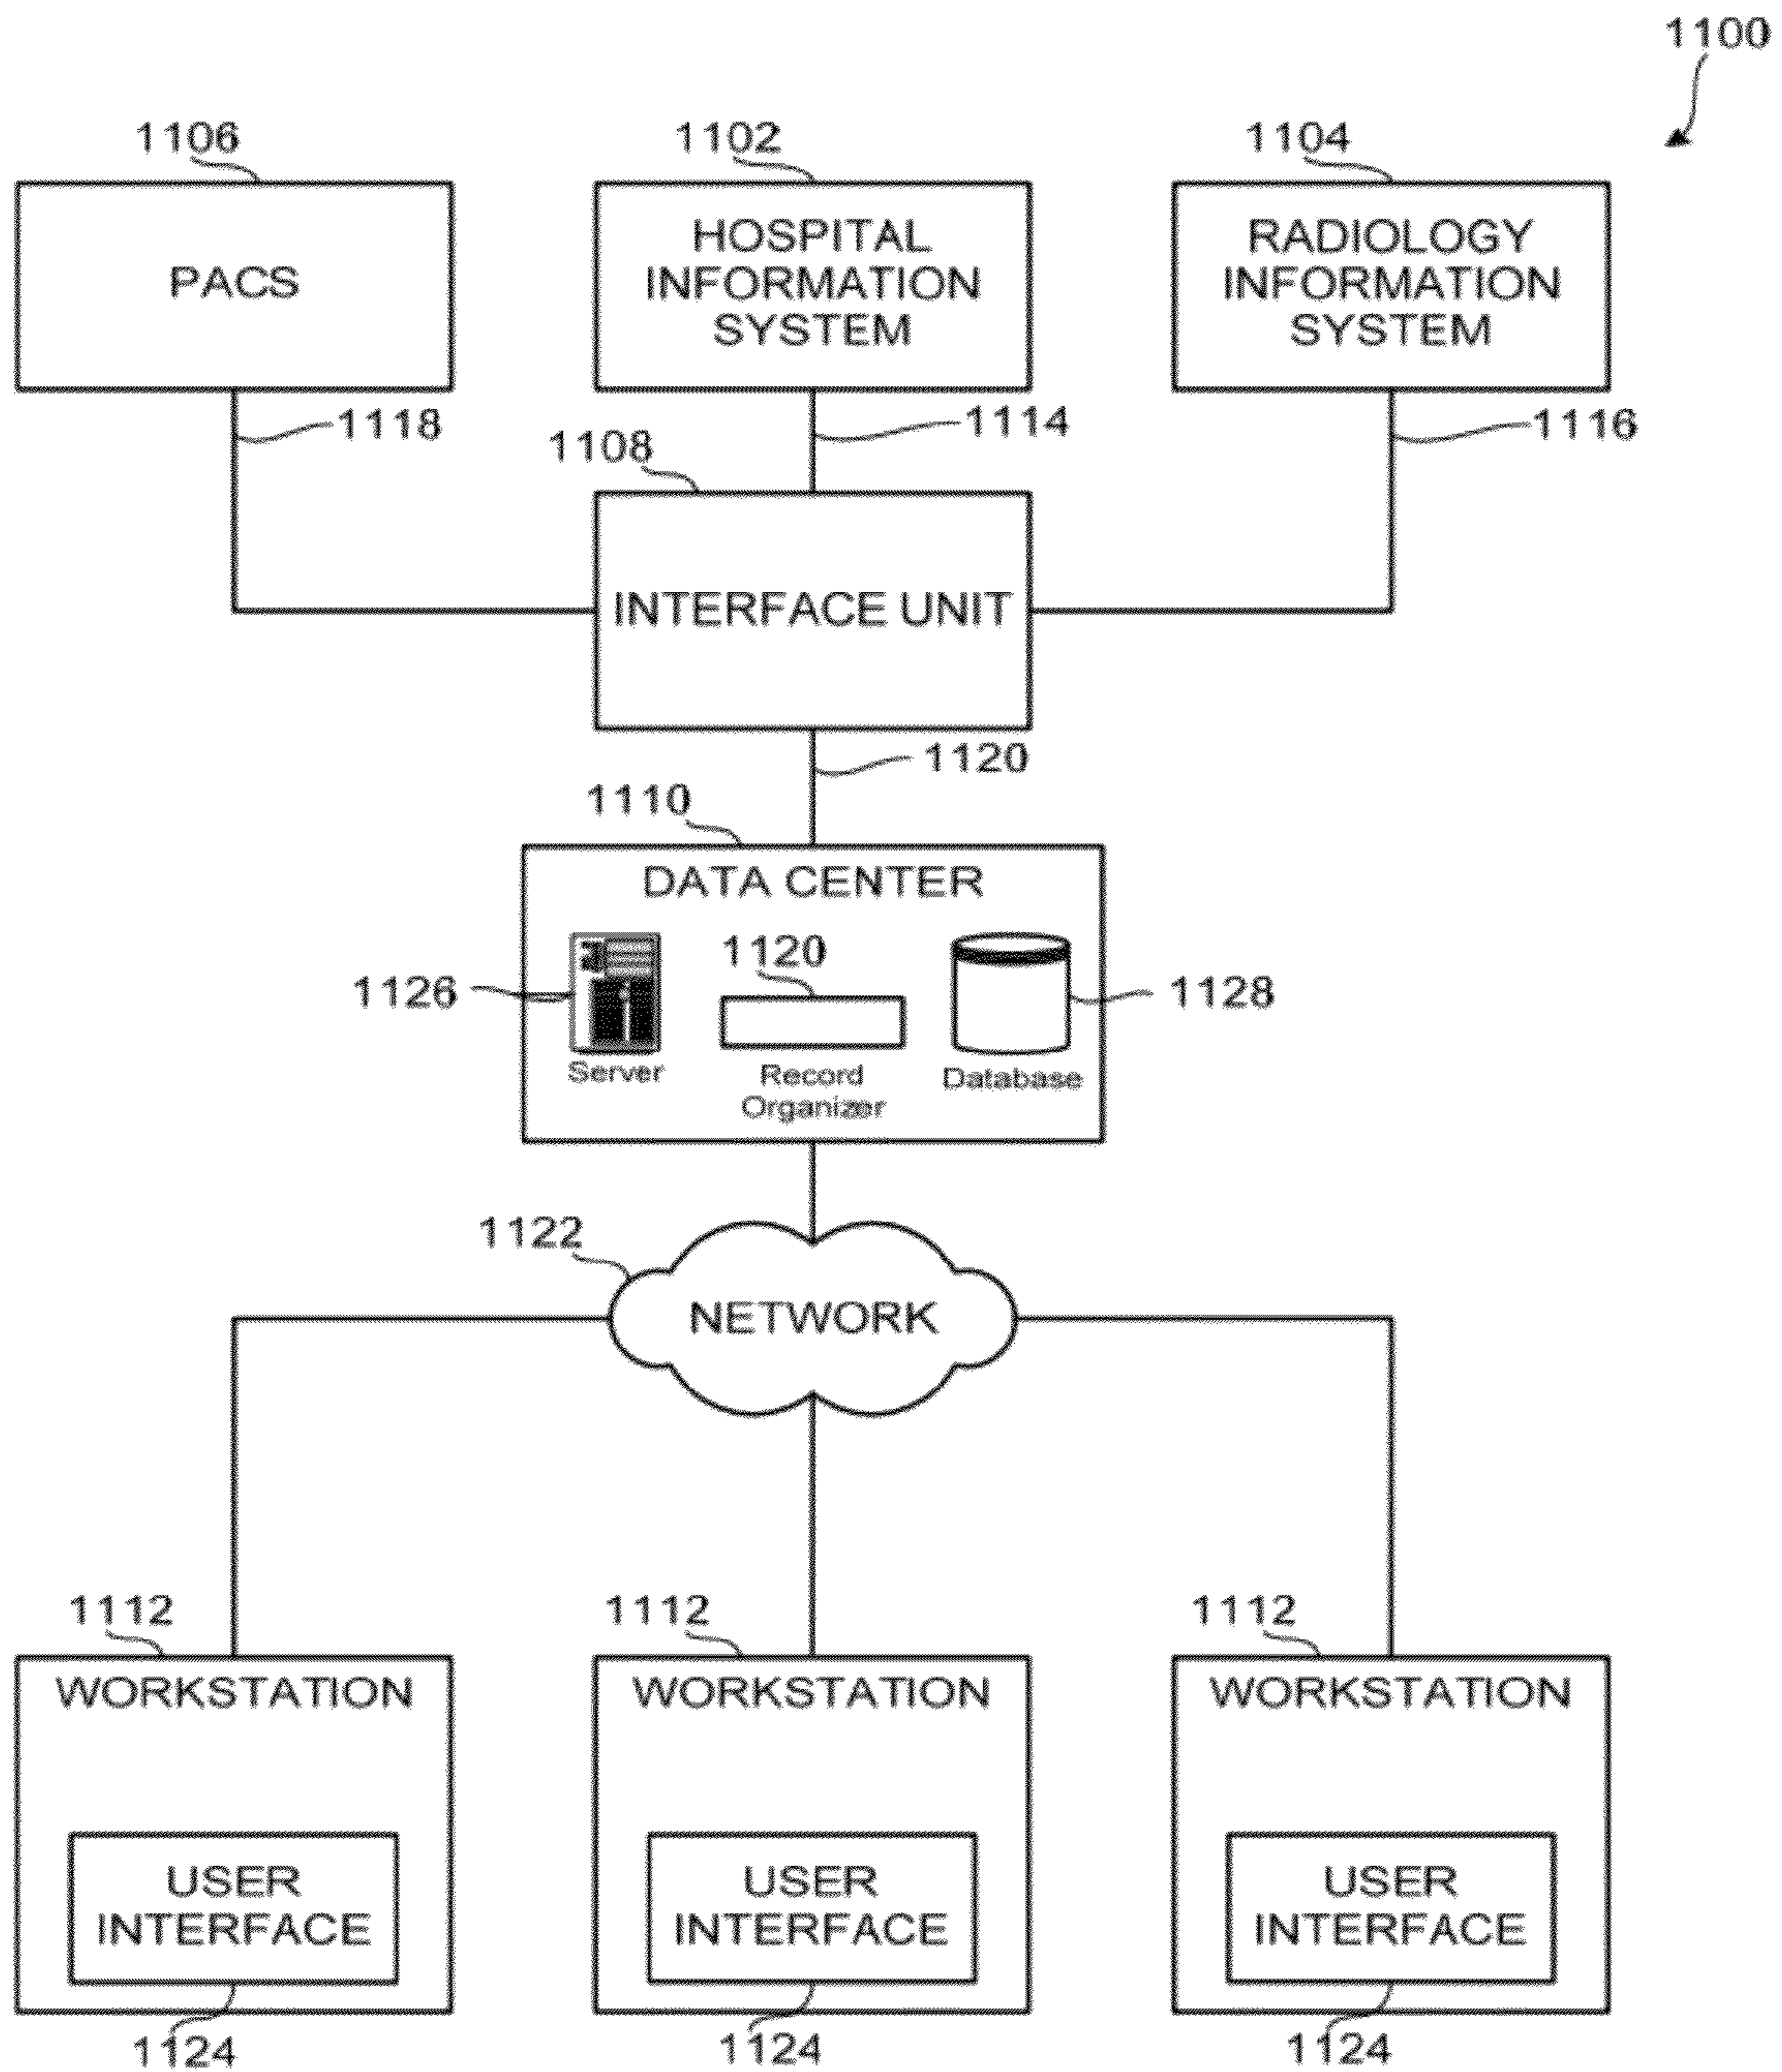 1100
1106
1102
1104
PACS
HOSPITAL
INFORMATION
SYSTEM
RADIOLOGY
INFORMATION
SYSTEM
1118
1114
1116
1108
INTERFACE UNIT
1120
1110
DATA CENTER
1120
1126
1128
Server
Record
Organizer
Database
1122
NETWORK
1112
1112
1112
WORKSTATION
WORKSTATION
WORKSTATION
USER
INTERFACE
USER
INTERFACE
USER
INTERFACE
1124
1124
1124